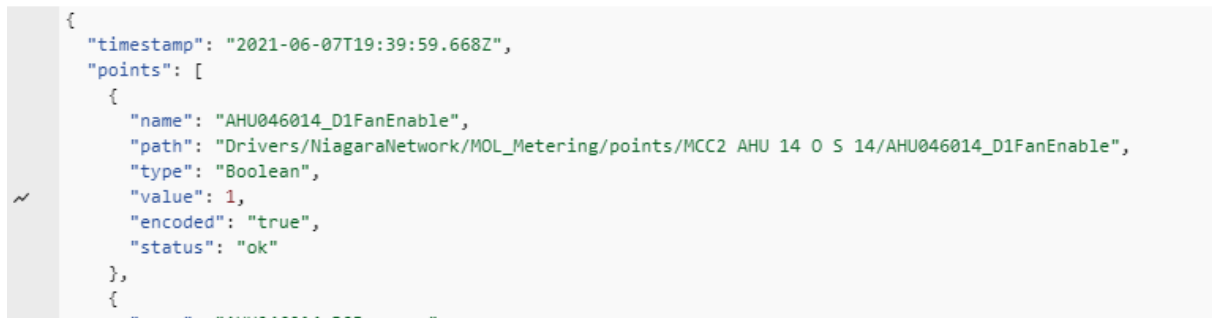 {
"timestamp": "2021-06-07T19:39:59.668Z",
"points": [
{
"name": "AHU046014_D1FanEnable",
"path": "Drivers/NiagaraNetwork/MOL_Metering/points/MCC2 AHU 14 O S 14/AHU046014_D1FanEnable",
"type": "Boolean",
"value": 1,
"encoded": "true",
"status": "ok"
},
{